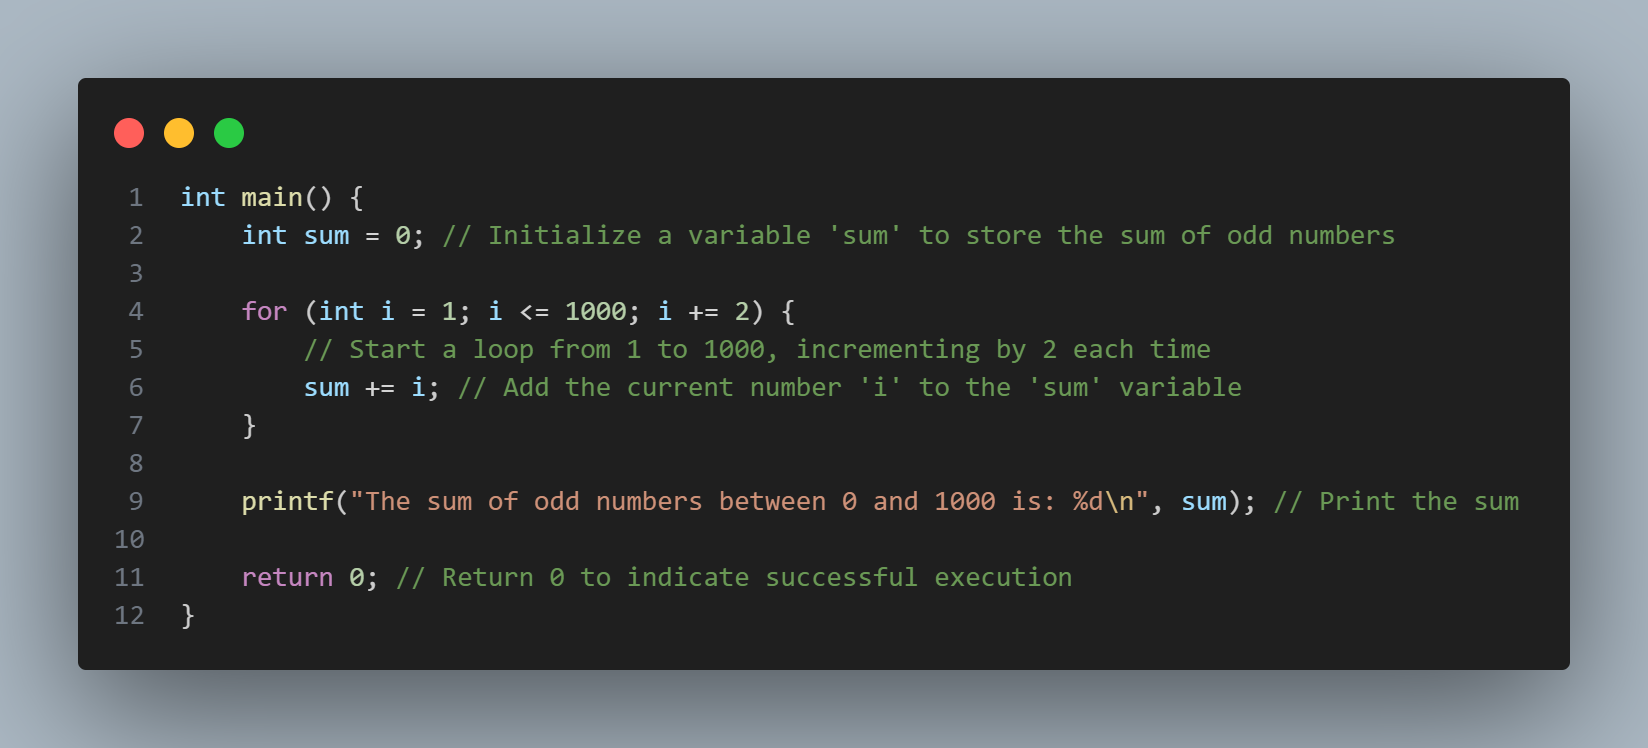 1 int main() {
2     int sum = 0; // Initialize a variable 'sum' to store the sum of odd numbers
3
4     for (int i = 1; i <= 1000; i += 2) {
5         // Start a loop from 1 to 1000, incrementing by 2 each time
6         sum += i; // Add the current number 'i' to the 'sum' variable
7     }
8
9     printf("The sum of odd numbers between 0 and 1000 is: %d\n", sum); // Print the sum
10
11     return 0; // Return 0 to indicate successful execution
12 }